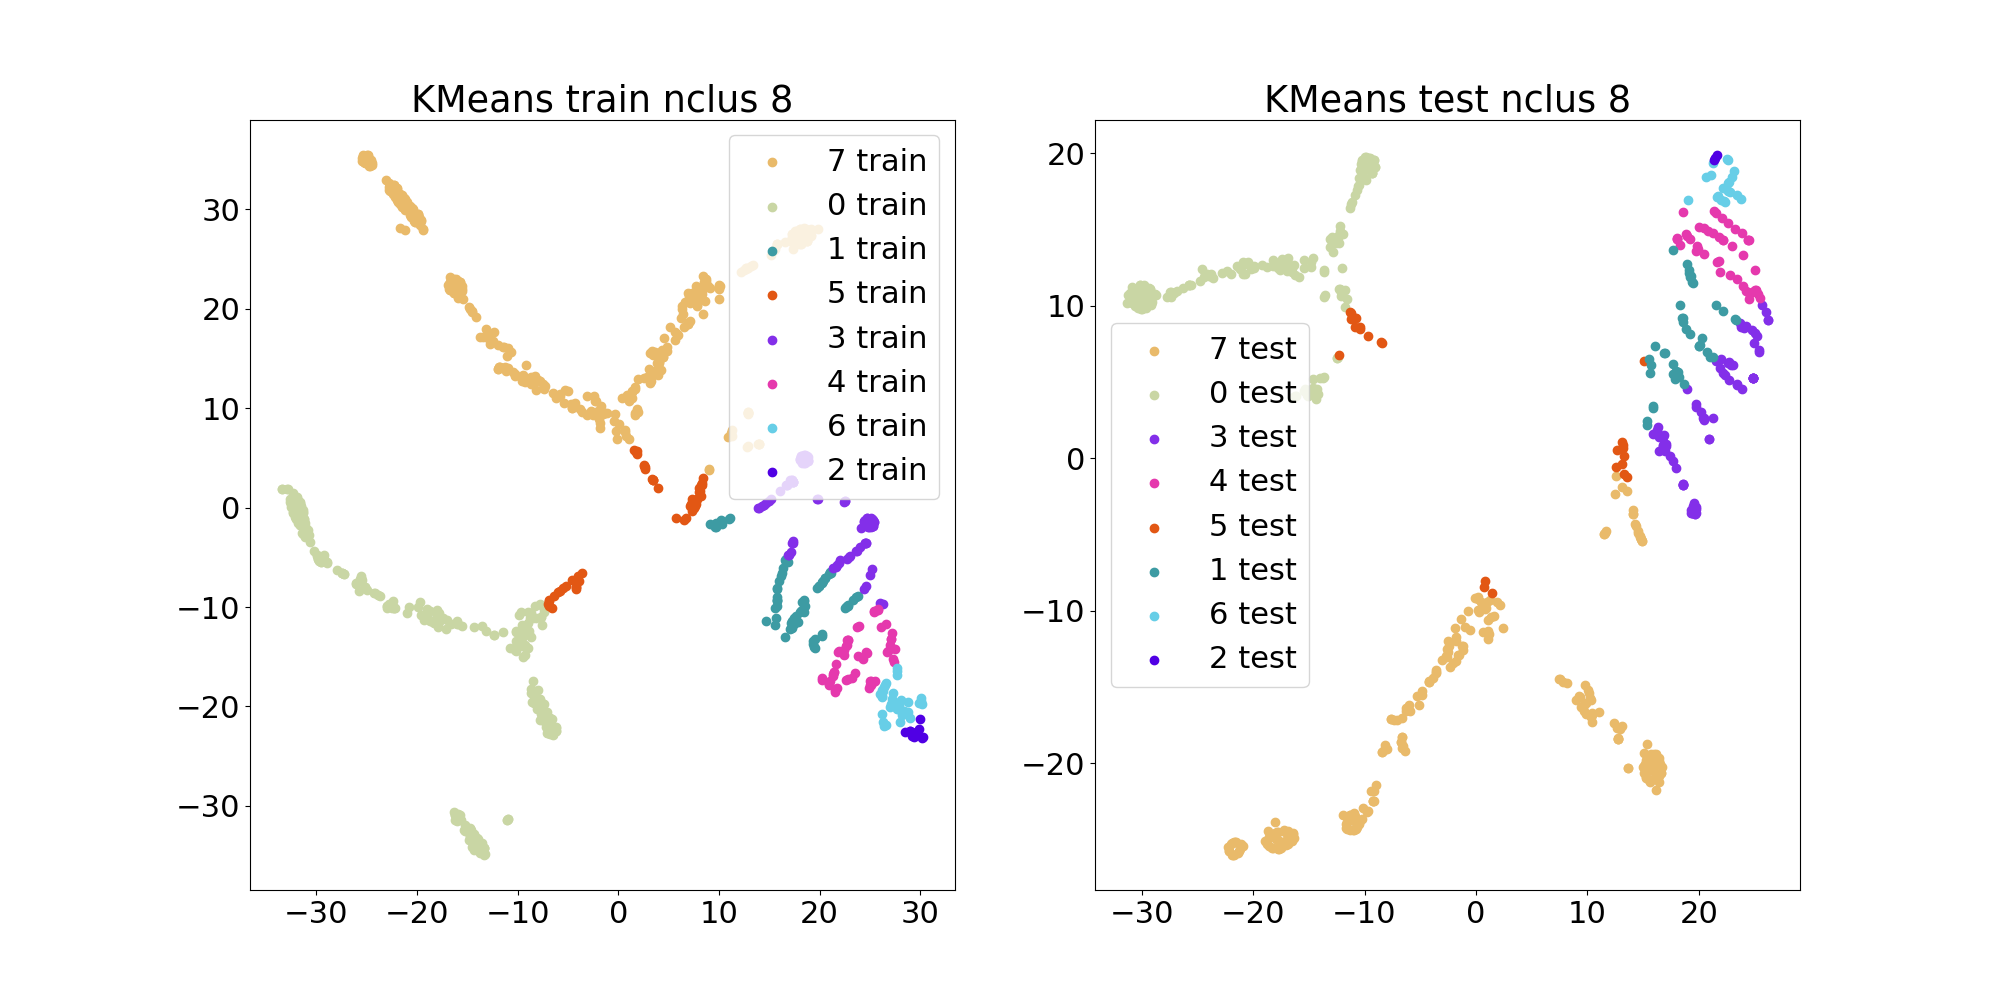 KMeans train nclus 8
30
20
10
0
−10
−20
−30
−30 −20 −10 0 10 20 30
7 train
0 train
1 train
5 train
3 train
4 train
6 train
2 train
KMeans test nclus 8
20
10
0
−10
−20
−30 −20 −10 0 10 20
7 test
0 test
3 test
4 test
5 test
1 test
6 test
2 test